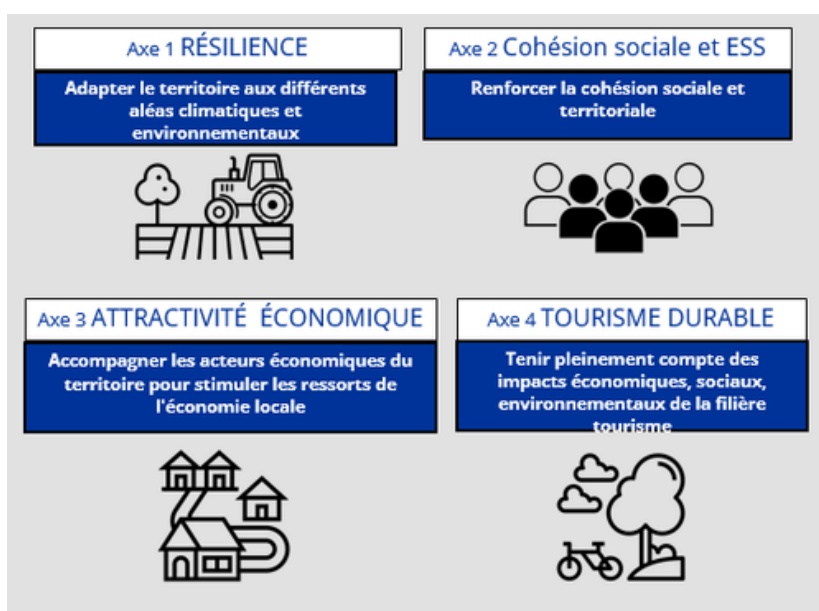 Axe 1 RÉSILIENCE
Adapter le territoire aux différents
aléas climatiques et
environnementaux
Axe 2 Cohésion sociale et ESS
Renforcer la cohésion sociale et
territoriale
Axe 3 ATTRACTIVITÉ ÉCONOMIQUE
Accompagner les acteurs économiques du
territoire pour stimuler les ressorts de
l'économie locale
Axe 4 TOURISME DURABLE
Tenir pleinement compte des
impacts économiques, sociaux,
environnementaux de la filière
tourisme